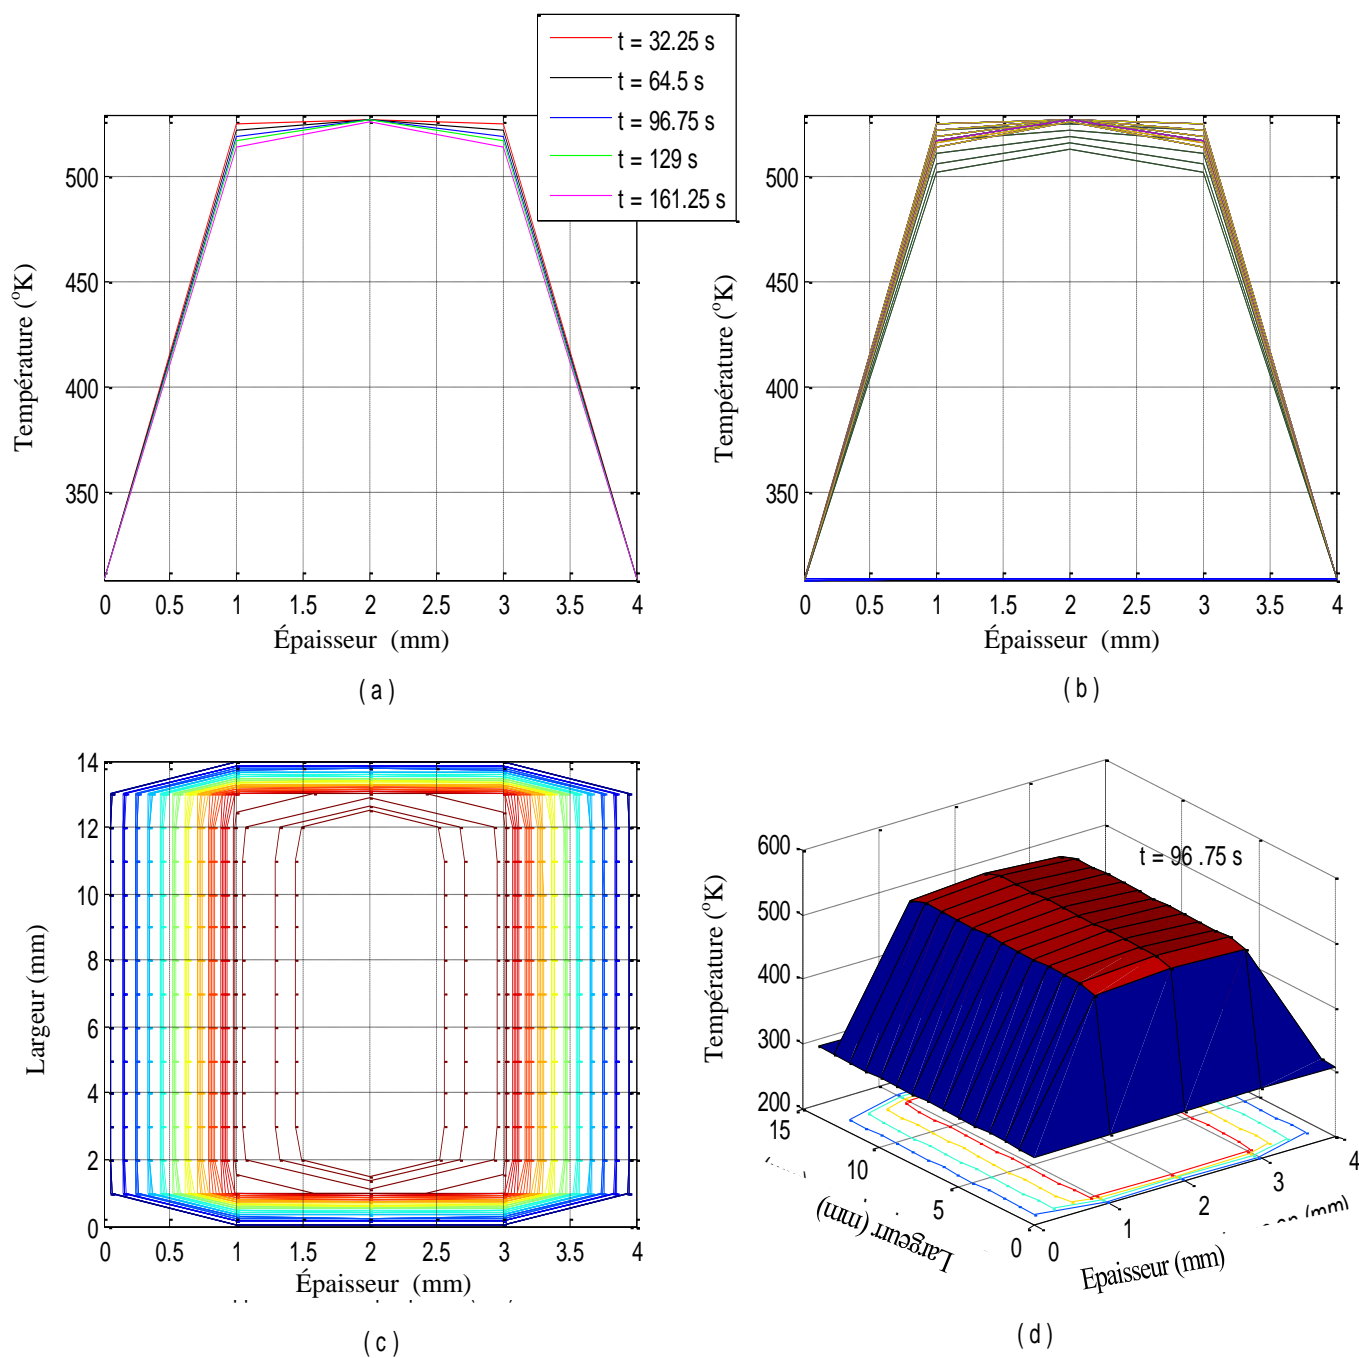 t = 32.25 s
t = 64.5 s
t = 96.75 s
t = 129 s
t = 161.25 s
500
450
400
350
Température (°K)
0 0.5 1 1.5 2 2.5 3 3.5 4
Épaisseur (mm)
( a )
500
450
400
350
Température (°K)
0 0.5 1 1.5 2 2.5 3 3.5 4
Épaisseur (mm)
( b )
14
12
10
8
6
4
2
0
Largeur (mm)
0 0.5 1 1.5 2 2.5 3 3.5 4
Épaisseur (mm)
( c )
t = 96 .75 s
600
500
400
300
200
Température (°K)
15
10
5
0
Largeurr (mm)
0
1
2
3
4
(mm)
Epaisseur (mm)
( d )